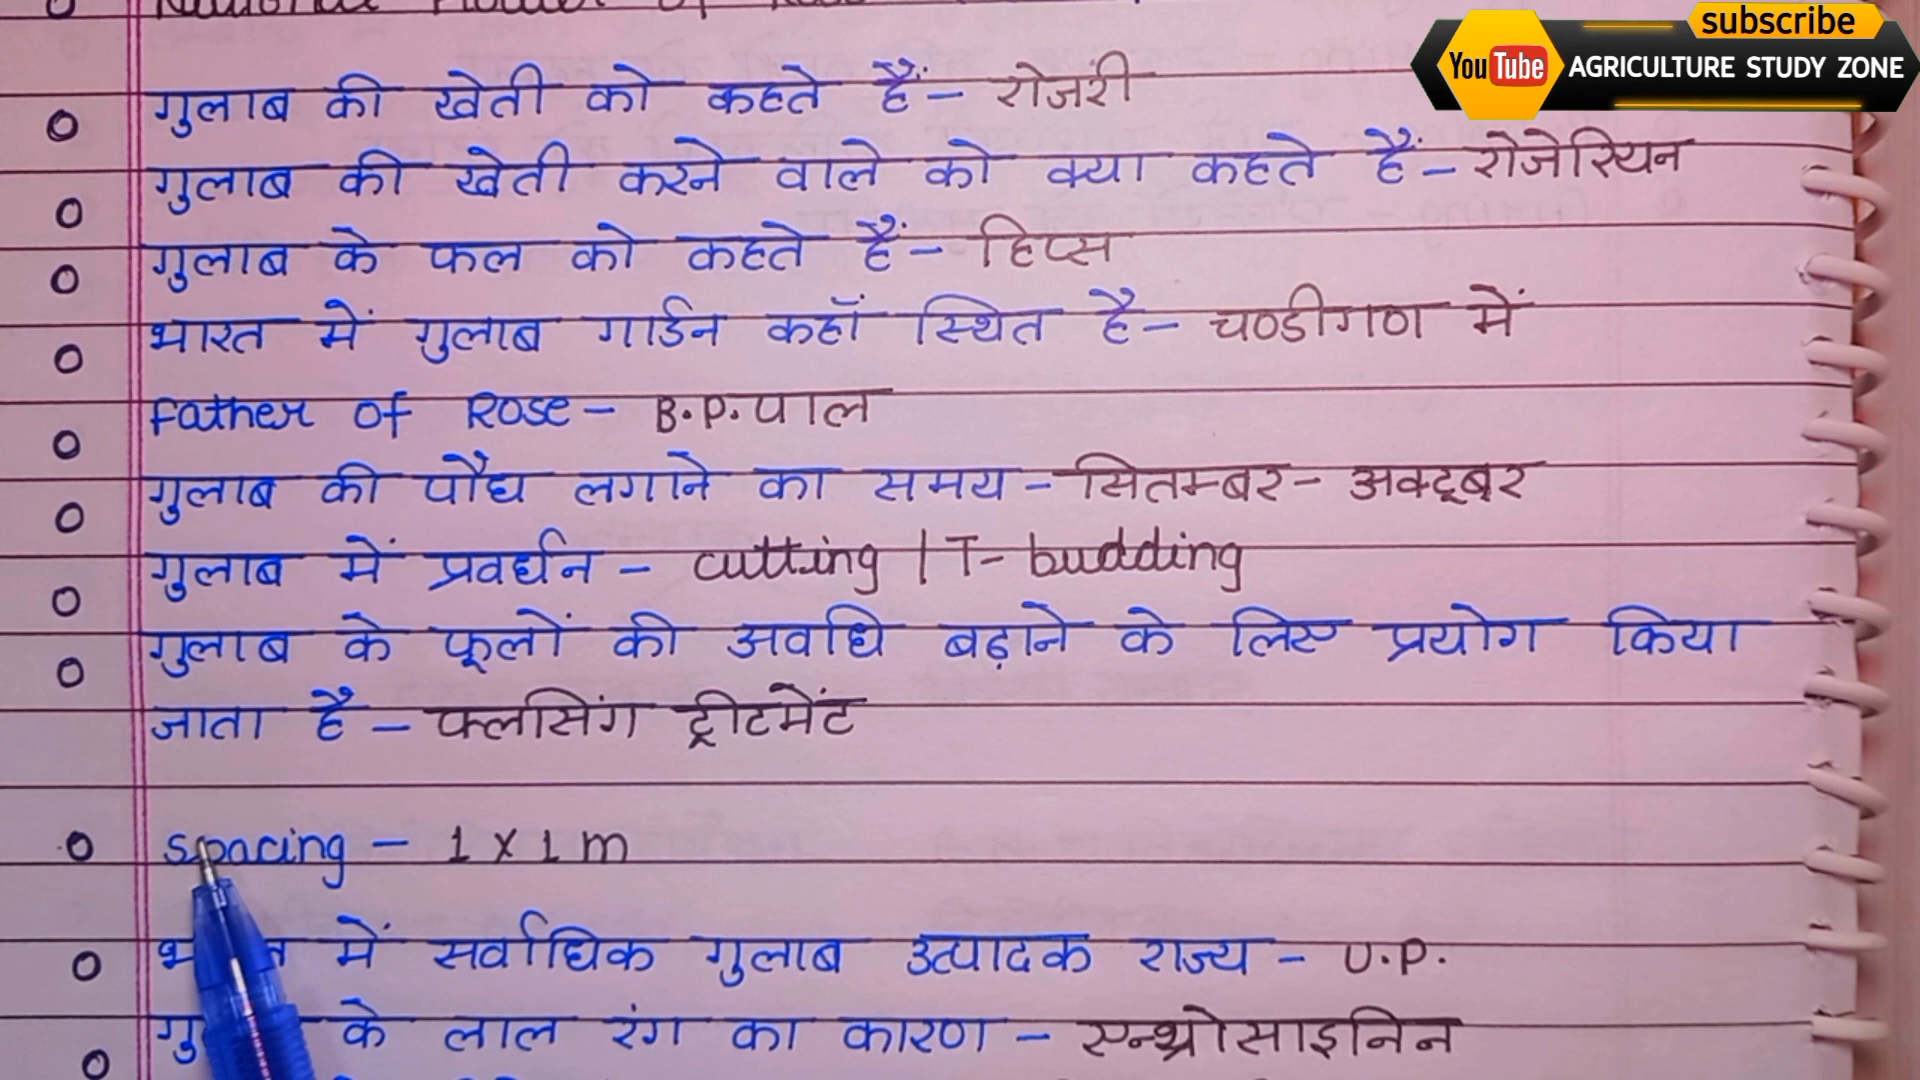 subscribe
YouTube AGRICULTURE STUDY ZONE
गुलाब की खेती को कहते हैं - रोजरी
गुलाब की खेती करने वाले को क्या कहते हैं - रोजेरियन
गुलाब के फल को कहते हैं - हिप्स
भारत में गुलाब गार्डन कहाँ स्थित है - चण्डीगण में
Father of Rose - B.P. पाल
गुलाब की पौध लगाने का समय - सितम्बर - अक्टूबर
गुलाब में प्रवर्धन - cutting / T- budding
गुलाब के फूलों की अवधि बढ़ाने के लिए प्रयोग किया
जाता है - फ्लसिंग ट्रीटमेंट
Spacing - 1 x 1 m
में सर्वाधिक गुलाब उत्पादक राज्य - U.P.
के लाल रंग का कारण - एन्थ्रोसाइनिन